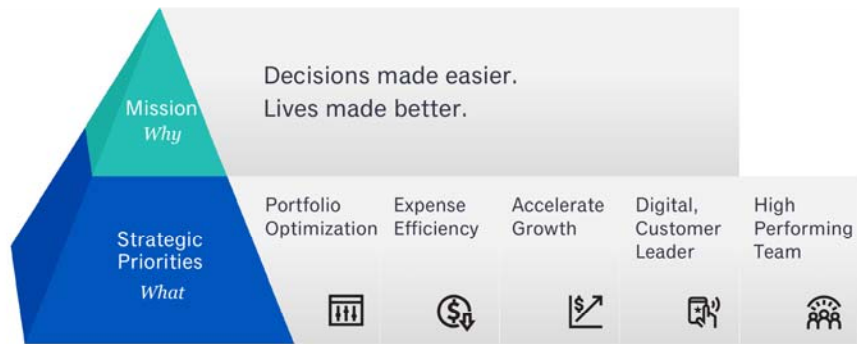 Mission
Why
Decisions made easier.
Lives made better.
Strategic
Priorities
What
Portfolio
Optimization
Expense
Efficiency
Accelerate
Growth
Digital,
Customer
Leader
High
Performing
Team